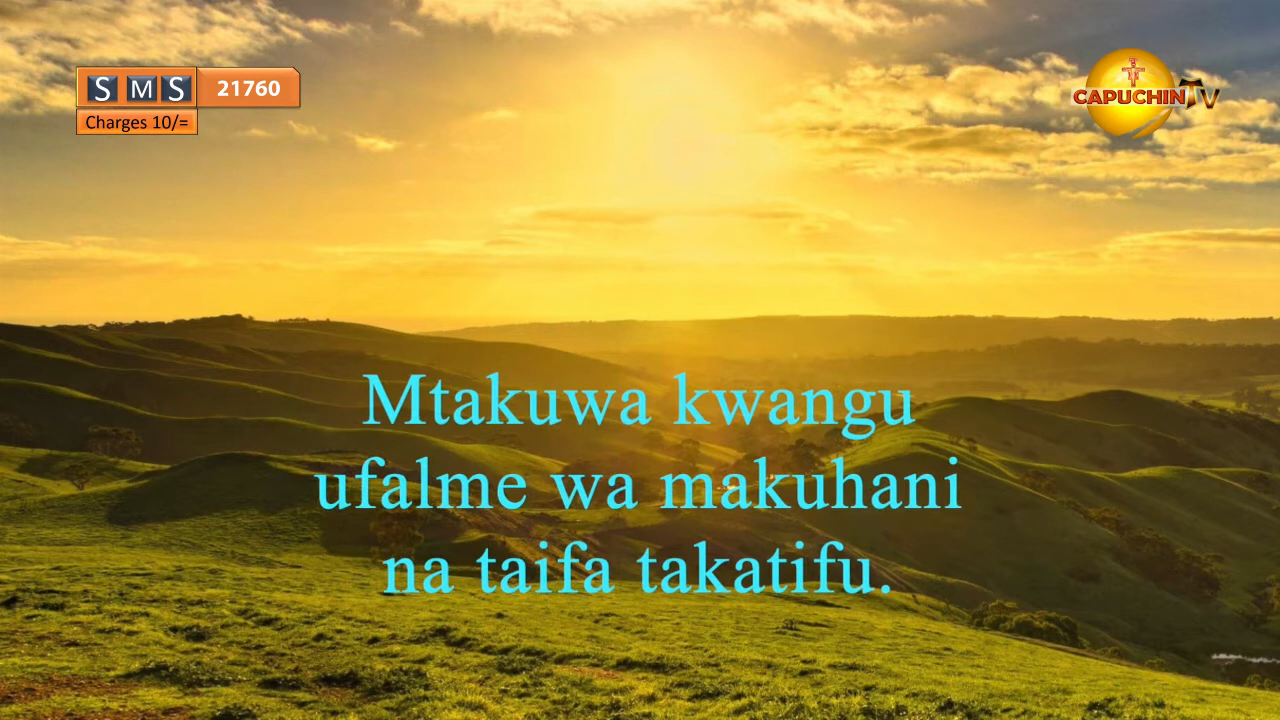 SMS 21760
Charges 10/=
CAPUCHIN TV
Mtakuwa kwangu
ufalme wa makuhani
na taifa takatifu.